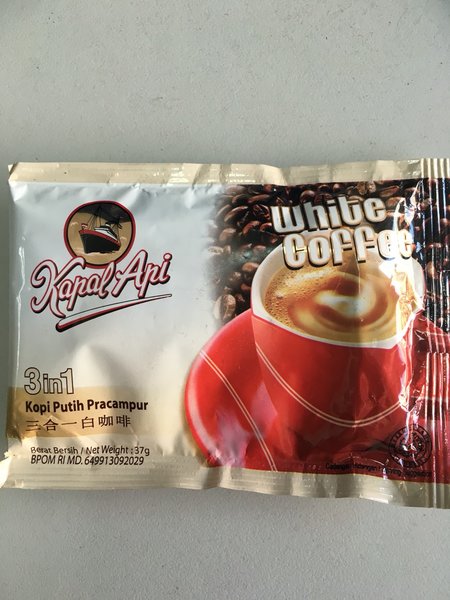 Kapal Api
White
Coffee
3in1
Kopi Putih Pracampur
三合一白咖啡
Berat Bersih / Net Weight : 37g
BPOM RI MD. 649913092029